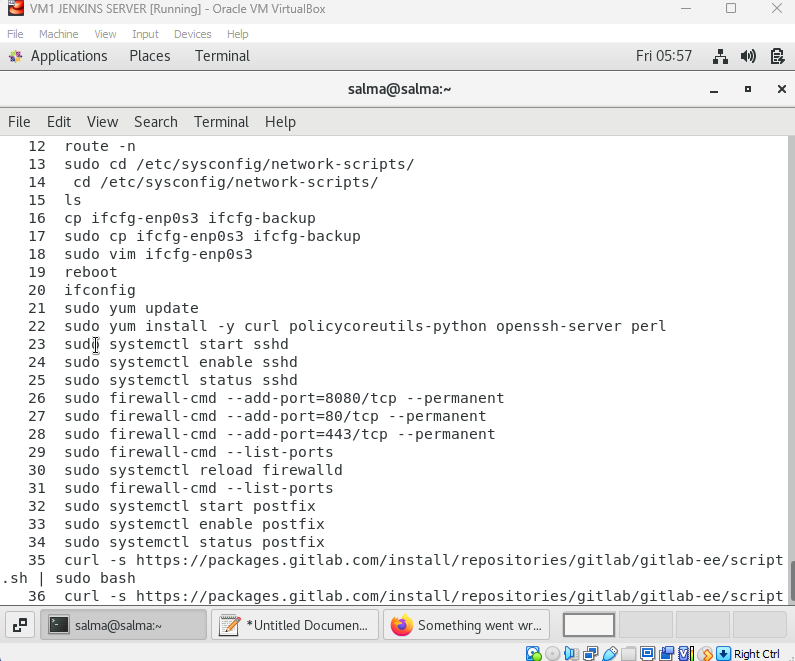 VM1 JENKINS SERVER [Running] - Oracle VM VirtualBox
File Machine View Input Devices Help
Applications Places Terminal Fri 05:57
salma@salma:~
File Edit View Search Terminal Help
12 route -n
13 sudo cd /etc/sysconfig/network-scripts/
14 cd /etc/sysconfig/network-scripts/
15 ls
16 cp ifcfg-enp0s3 ifcfg-backup
17 sudo cp ifcfg-enp0s3 ifcfg-backup
18 sudo vim ifcfg-enp0s3
19 reboot
20 ifconfig
21 sudo yum update
22 sudo yum install -y curl policycoreutils-python openssh-server perl
23 sudo systemctl start sshd
24 sudo systemctl enable sshd
25 sudo systemctl status sshd
26 sudo firewall-cmd --add-port=8080/tcp --permanent
27 sudo firewall-cmd --add-port=80/tcp --permanent
28 sudo firewall-cmd --add-port=443/tcp --permanent
29 sudo firewall-cmd --list-ports
30 sudo systemctl reload firewalld
31 sudo firewall-cmd --list-ports
32 sudo systemctl start postfix
33 sudo systemctl enable postfix
34 sudo systemctl status postfix
35 curl -s https://packages.gitlab.com/install/repositories/gitlab/gitlab-ee/script
.sh | sudo bash
36 curl -s https://packages.gitlab.com/install/repositories/gitlab/gitlab-ee/script
salma@salma:~ *Untitled Documen... Something went wr...
Right Ctrl